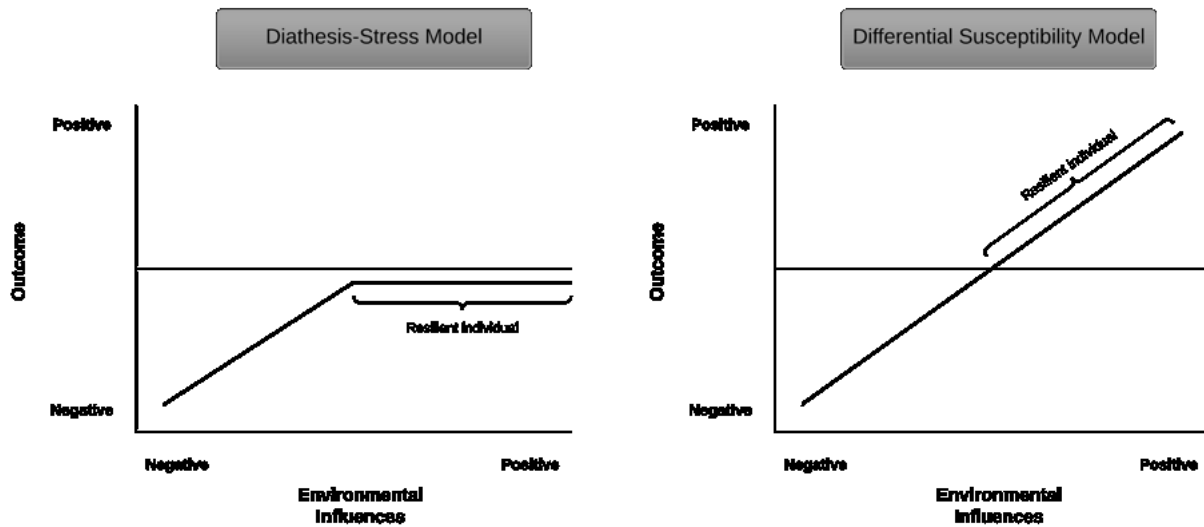 Diathesis-Stress Model
Positive
Outcome
Resilient individual
Negative
Negative
Positive
Environmental
Influences
Differential Susceptibility Model
Positive
Resilient individual
Outcome
Negative
Negative
Positive
Environmental
Influences